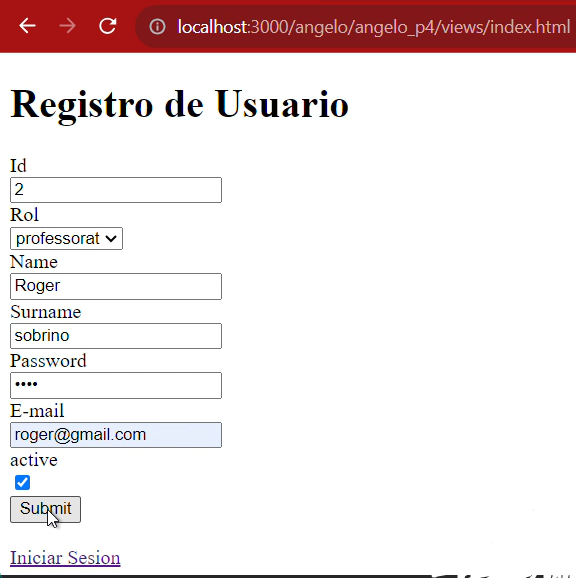 localhost:3000/angelo/angelo_p4/views/index.html
Registro de Usuario
Id
2
Rol
professorat
Name
Roger
Surname
sobrino
Password
••••
E-mail
roger@gmail.com
active
Submit
Iniciar Sesion